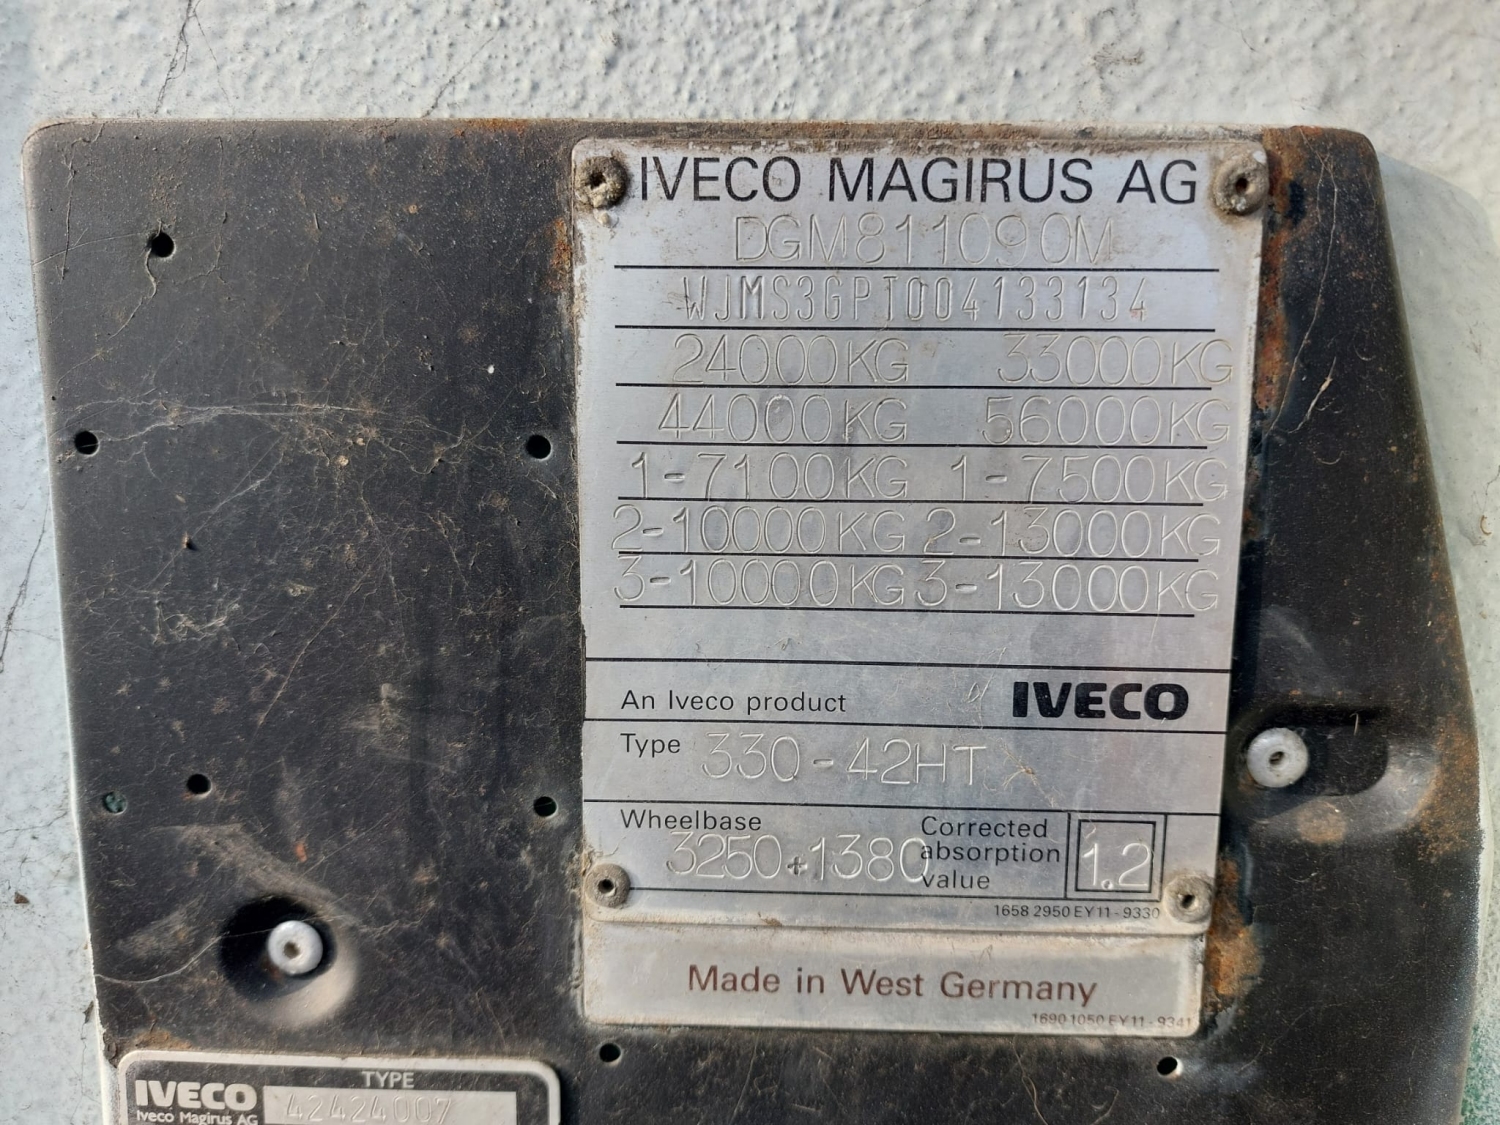 IVECO MAGIRUS AG
DGM811090M
WJMS3GPT004133134
24000KG 33000KG
44000KG 56000KG
1-7100KG 1-7500KG
2-10000KG 2-13000KG
3-10000KG 3-13000KG
An Iveco product IVECO
Type 330-42HT
Wheelbase 3250+1380
Corrected
absorption
value
1.2
1658 2950 EY11-9330
Made in West Germany
1690 1050 EY11-9341
IVECO
Iveco Magirus AG
TYPE
42424007